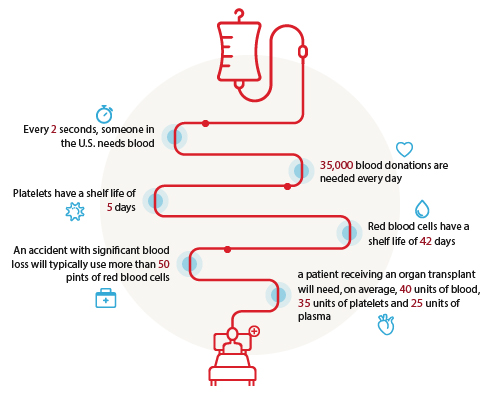 Every 2 seconds, someone in
the U.S. needs blood
35,000 blood donations are
needed every day
Platelets have a shelf life of
5 days
Red blood cells have a
shelf life of 42 days
An accident with significant blood
loss will typically use more than 50
pints of red blood cells
a patient receiving an organ transplant
will need, on average, 40 units of blood,
35 units of platelets and 25 units of
plasma